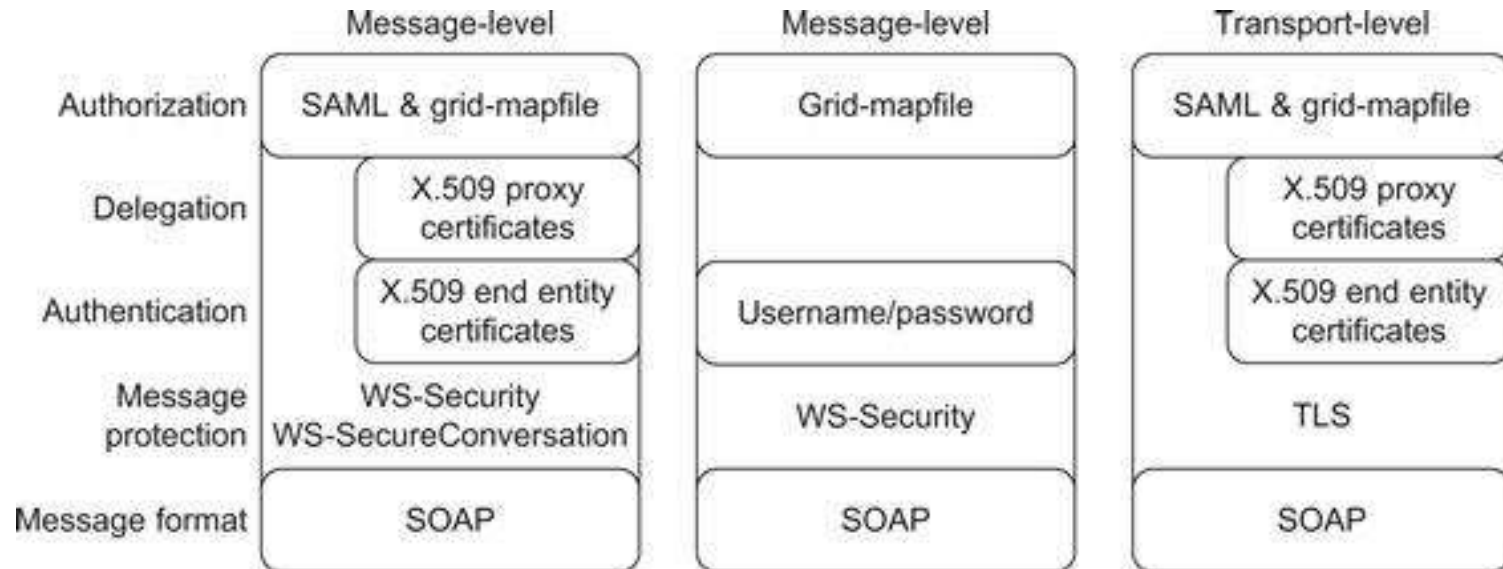 Message-level Message-level Transport-level
Authorization SAML & grid-mapfile Grid-mapfile SAML & grid-mapfile
Delegation
X.509 proxy
certificates
X.509 proxy
certificates
Authentication
X.509 end entity
certificates
Username/password
X.509 end entity
certificates
Message
protection
WS-Security
WS-SecureConversation
WS-Security
TLS
Message format SOAP SOAP SOAP